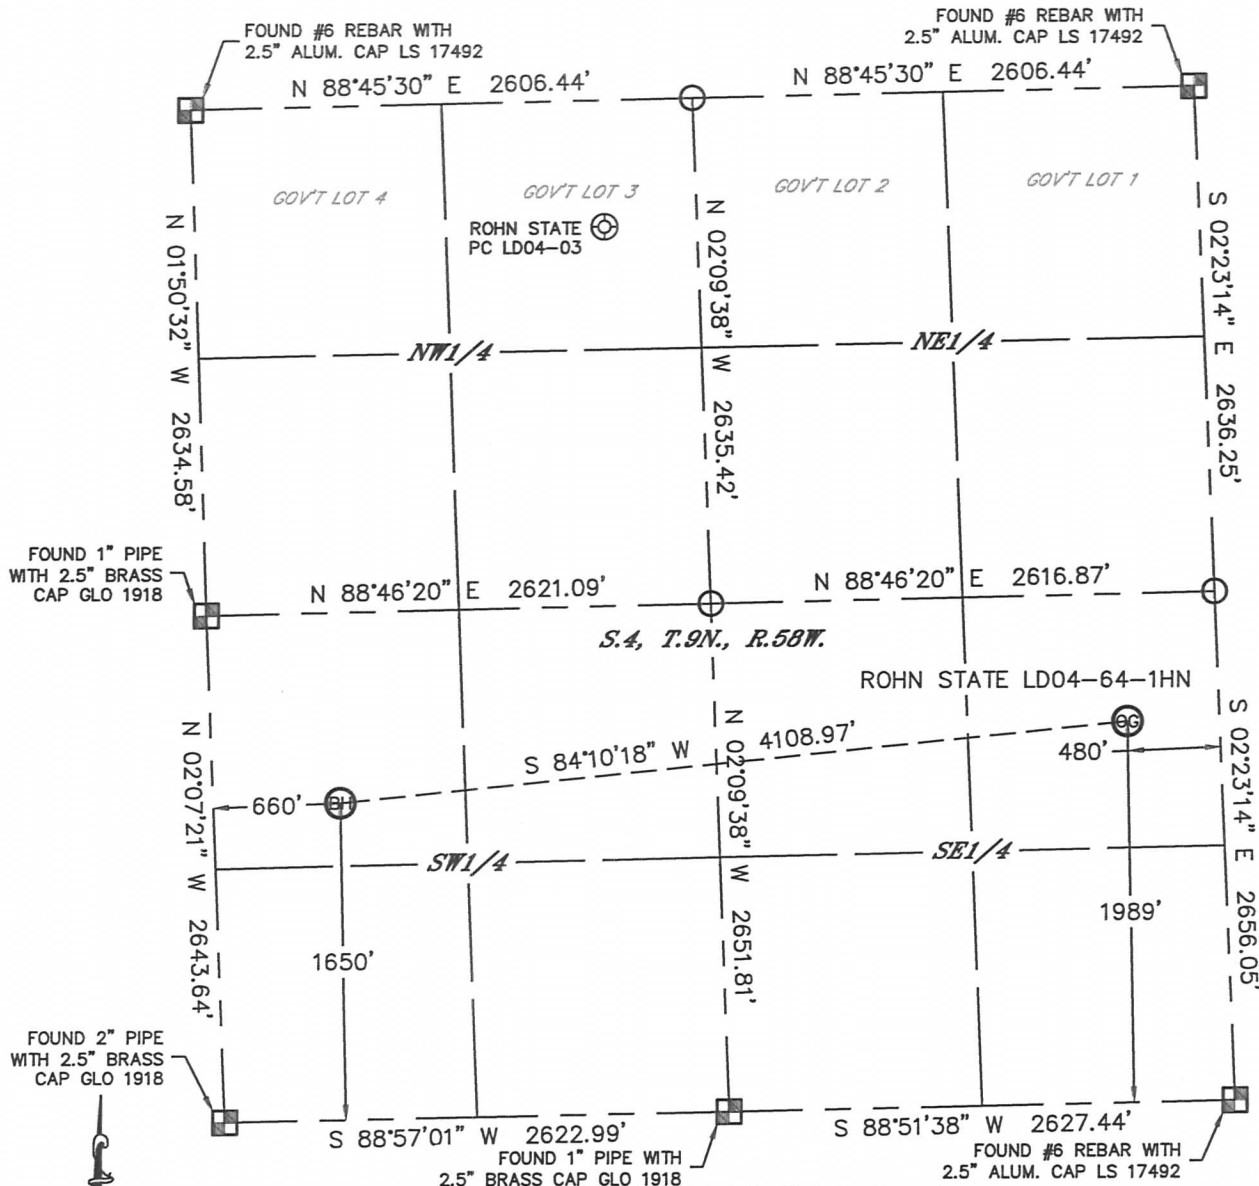 FOUND #6 REBAR WITH
2.5" ALUM. CAP LS 17492
FOUND #6 REBAR WITH
2.5" ALUM. CAP LS 17492
N 88°45'30" E 2606.44'
N 88°45'30" E 2606.44'
GOV'T LOT 4
GOV'T LOT 3
GOV'T LOT 2
GOV'T LOT 1
ROHN STATE
PC LD04-03
N 01°50'32" W 2634.58'
N 02°09'38" W 2635.42'
S 02°23'14" E 2636.25'
NW1/4
NE1/4
FOUND 1" PIPE
WITH 2.5" BRASS
CAP GLO 1918
N 88°46'20" E 2621.09'
N 88°46'20" E 2616.87'
S.4, T.9N., R.58W.
ROHN STATE LD04-64-1HN
OG
S 84°10'18" W 4108.97'
480'
BH
660'
N 02°07'21" W 2643.64'
N 02°09'38" W 2651.81'
S 02°23'14" E 2656.05'
SW1/4
SE1/4
1650'
1989'
FOUND 2" PIPE
WITH 2.5" BRASS
CAP GLO 1918
S 88°57'01" W 2622.99'
S 88°51'38" W 2627.44'
FOUND 1" PIPE WITH
2.5" BRASS CAP GLO 1918
FOUND #6 REBAR WITH
2.5" ALUM. CAP LS 17492